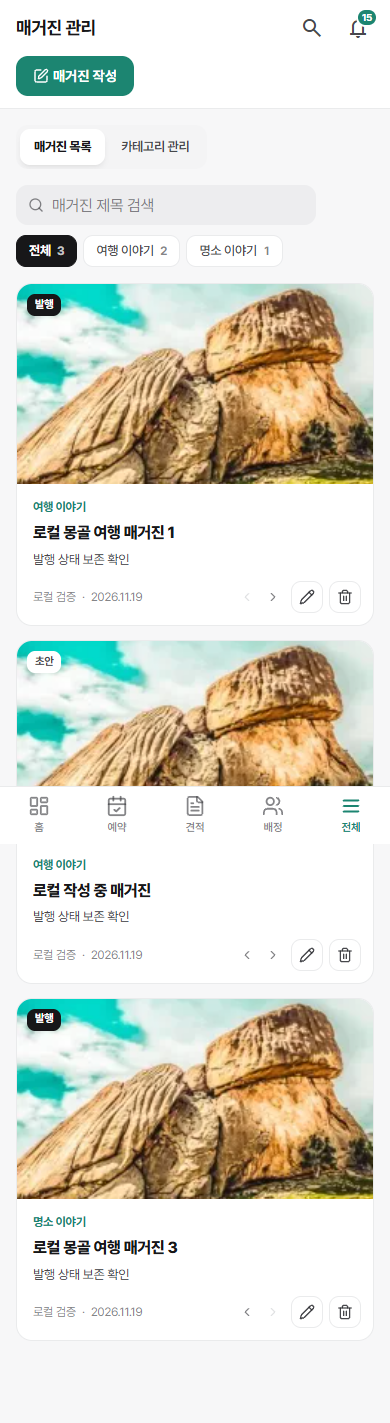 매거진 관리
15
매거진 작성
매거진 목록
카테고리 관리
매거진 제목 검색
전체 3
여행 이야기 2
명소 이야기 1
발행
여행 이야기
로컬 몽골 여행 매거진 1
발행 상태 보존 확인
로컬 검증 · 2026.11.19
초안
홈
예약
견적
배정
전체
여행 이야기
로컬 작성 중 매거진
발행 상태 보존 확인
로컬 검증 · 2026.11.19
발행
명소 이야기
로컬 몽골 여행 매거진 3
발행 상태 보존 확인
로컬 검증 · 2026.11.19